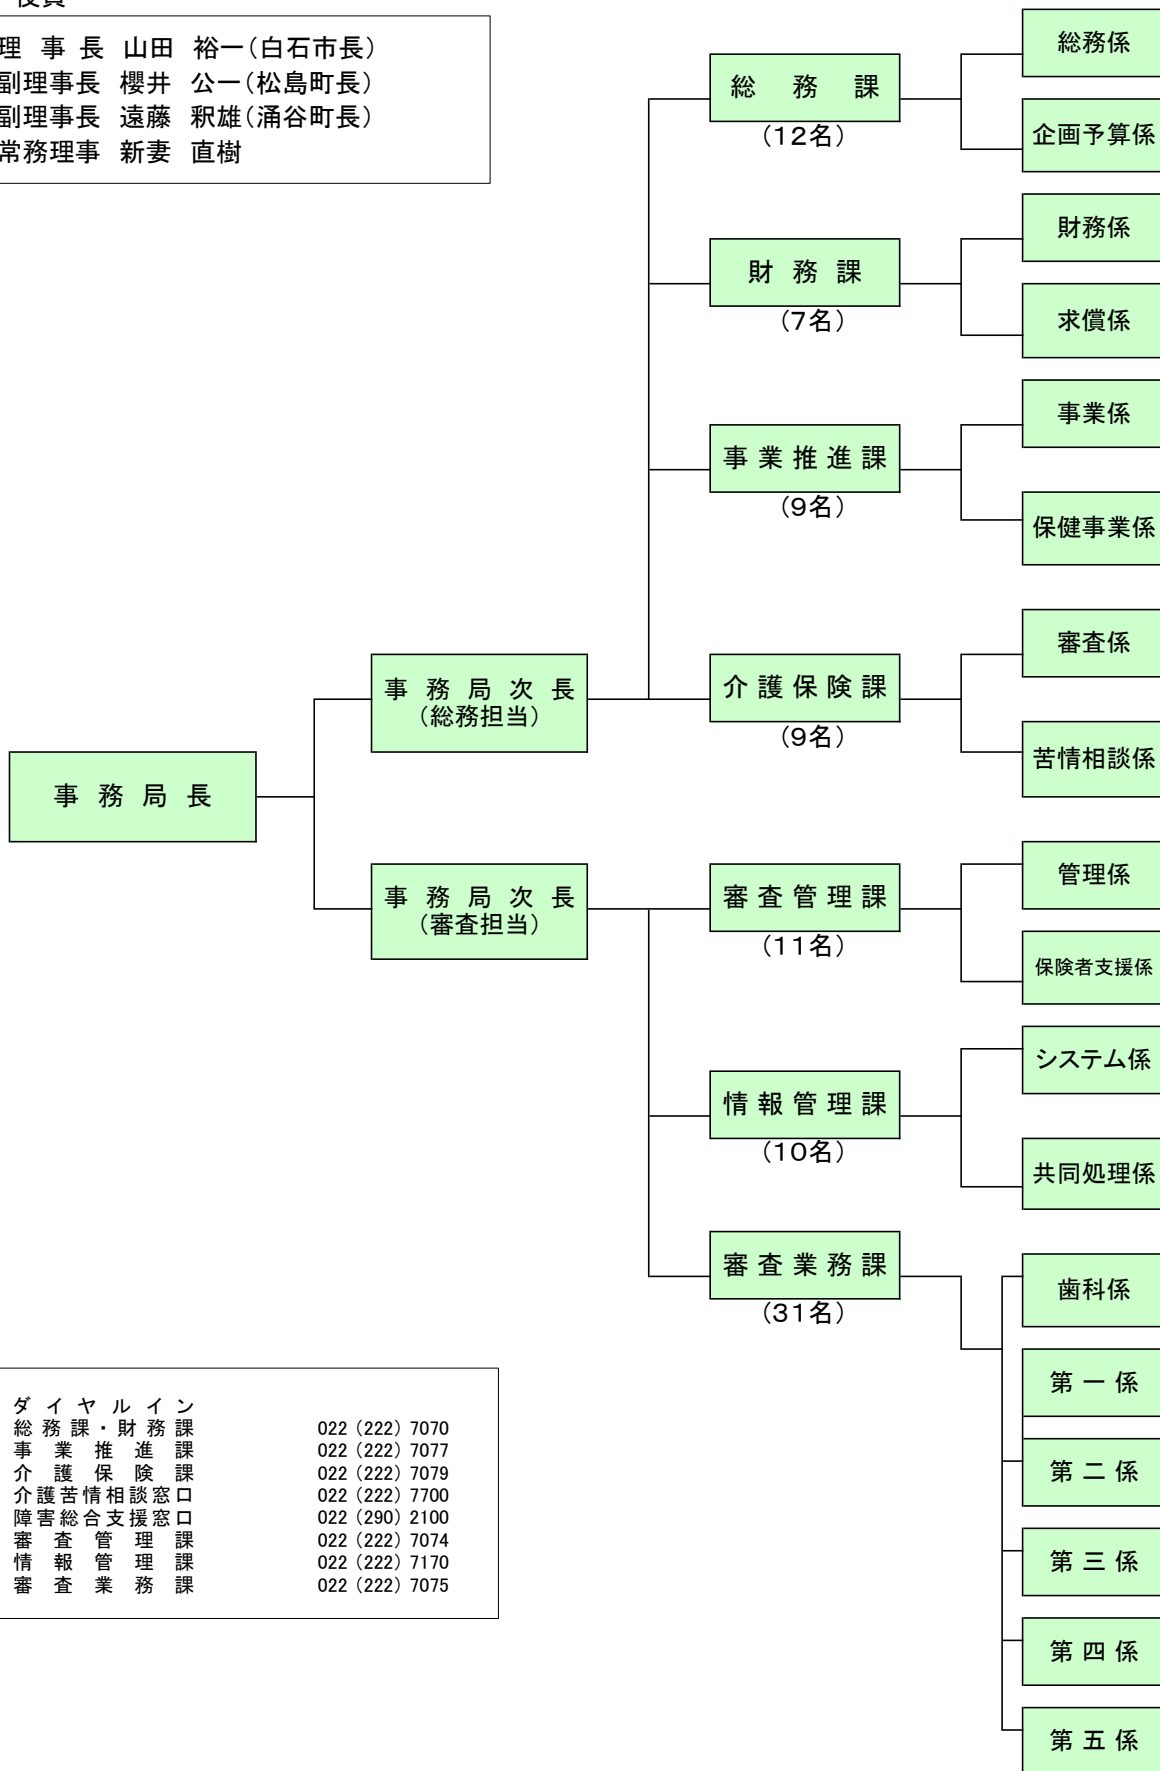 役員
理事長 山田 裕一(白石市長)
副理事長 櫻井 公一(松島町長)
副理事長 遠藤 釈雄(涌谷町長)
常務理事 新妻 直樹
事務局長
事務局次長
(総務担当)
事務局次長
(審査担当)
総務課
(12名)
総務係
企画予算係
財務課
(7名)
財務係
求償係
事業推進課
(9名)
事業係
保健事業係
介護保険課
(9名)
審査係
苦情相談係
審査管理課
(11名)
管理係
保険者支援係
情報管理課
(10名)
システム係
共同処理係
審査業務課
(31名)
歯科係
第一係
第二係
第三係
第四係
第五係
ダイヤルイン
総務課・財務課 022(222)7070
事業推進課 022(222)7077
介護保険課 022(222)7079
介護苦情相談窓口 022(222)7700
障害総合支援窓口 022(290)2100
審査管理課 022(222)7074
情報管理課 022(222)7170
審査業務課 022(222)7075